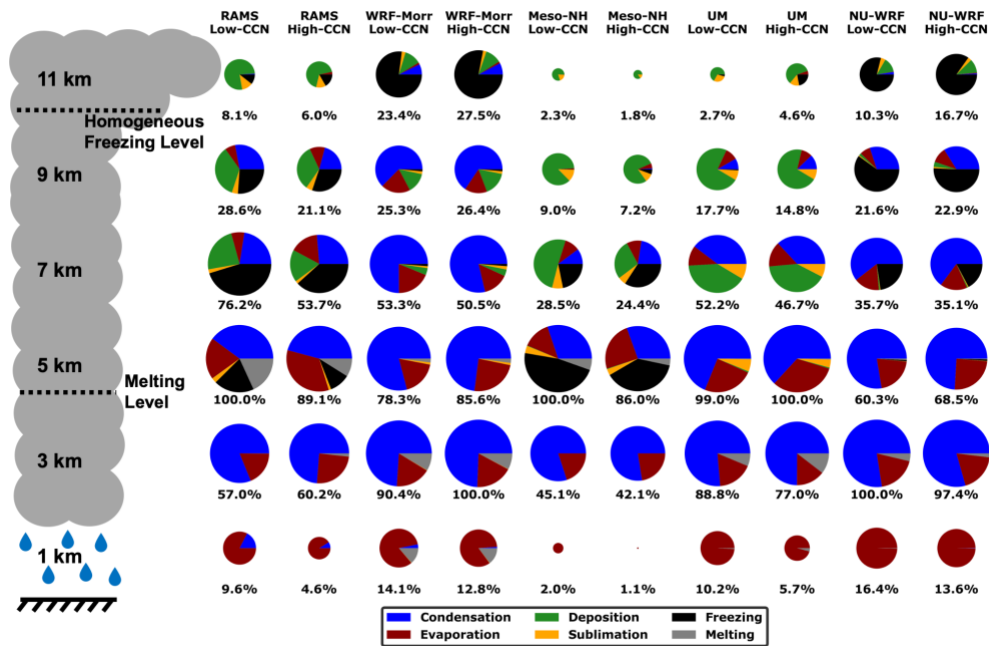 RAMS RAMS WRF-Morr WRF-Morr Meso-NH Meso-NH UM UM NU-WRF NU-WRF
Low-CCN High-CCN Low-CCN High-CCN Low-CCN High-CCN Low-CCN High-CCN Low-CCN High-CCN
11 km
8.1% 6.0% 23.4% 27.5% 2.3% 1.8% 2.7% 4.6% 10.3% 16.7%
Homogeneous
Freezing Level
9 km
28.6% 21.1% 25.3% 26.4% 9.0% 7.2% 17.7% 14.8% 21.6% 22.9%
7 km
76.2% 53.7% 53.3% 50.5% 28.5% 24.4% 52.2% 46.7% 35.7% 35.1%
5 km
Melting
Level
100.0% 89.1% 78.3% 85.6% 100.0% 86.0% 99.0% 100.0% 60.3% 68.5%
3 km
57.0% 60.2% 90.4% 100.0% 45.1% 42.1% 88.8% 77.0% 100.0% 97.4%
1 km
9.6% 4.6% 14.1% 12.8% 2.0% 1.1% 10.2% 5.7% 16.4% 13.6%
Condensation Deposition Freezing
Evaporation Sublimation Melting